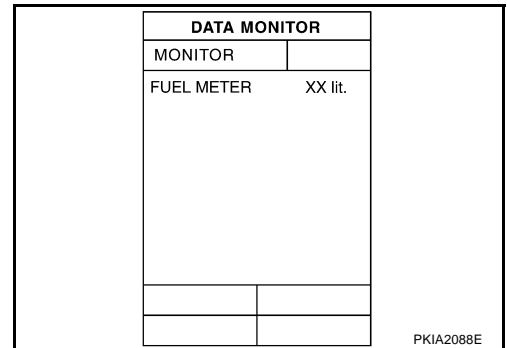 DATA MONITOR
MONITOR
FUEL METER XX lit.
PKIA2088E